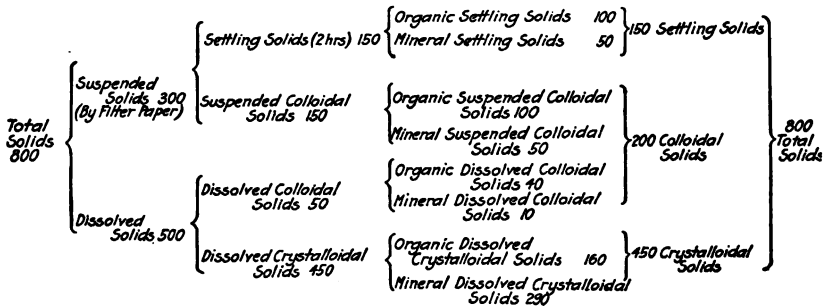 Total
Solids
800
Suspended
Solids 300
(By Filter Paper)
Dissolved
Solids, 500
Settling Solids (2hrs) 150
Suspended Colloidal
Solids 150
Dissolved Colloidal
Solids 50
Dissolved Crystalloidal
Solids 450
Organic Settling Solids 100
Mineral Settling Solids 50
Organic Suspended Colloidal
Solids 100
Mineral Suspended Colloidal
Solids 50
Organic Dissolved Colloidal
Solids 40
Mineral Dissolved Colloidal
Solids 10
Organic Dissolved
Crystalloidal Solids 160
Mineral Dissolved Crystalloidal
Solids 290
150 Settling Solids
200 Colloidal
Solids
450 Crystalloidal
Solids
800
Total
Solids